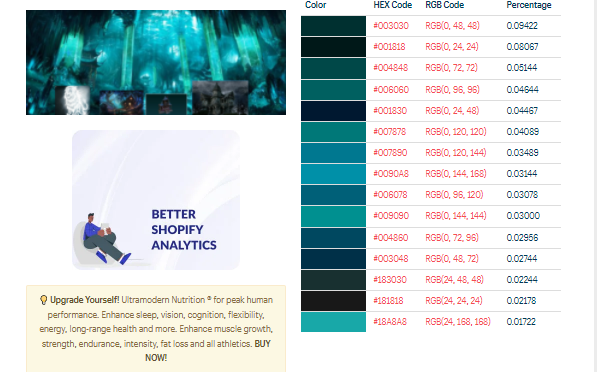 Color HEX Code RGB Code Percentage
#003030 RGB(0, 48, 48) 0.09422
#001818 RGB(0, 24, 24) 0.08067
#004848 RGB(0, 72, 72) 0.05144
#006060 RGB(0, 96, 96) 0.04644
#001830 RGB(0, 24, 48) 0.04467
#007878 RGB(0, 120, 120) 0.04089
#007890 RGB(0, 120, 144) 0.03489
#0090A8 RGB(0, 144, 168) 0.03144
#006078 RGB(0, 96, 120) 0.03078
#009090 RGB(0, 144, 144) 0.03000
#004860 RGB(0, 72, 96) 0.02956
#003048 RGB(0, 48, 72) 0.02744
#183030 RGB(24, 48, 48) 0.02244
#181818 RGB(24, 24, 24) 0.02178
#18A8A8 RGB(24, 168, 168) 0.01722
BETTER
SHOPIFY
ANALYTICS
Upgrade Yourself! Ultramodern Nutrition ® for peak human
performance. Enhance sleep, vision, cognition, flexibility,
energy, long-range health and more. Enhance muscle growth,
strength, endurance, intensity, fat loss and all athletics. BUY
NOW!